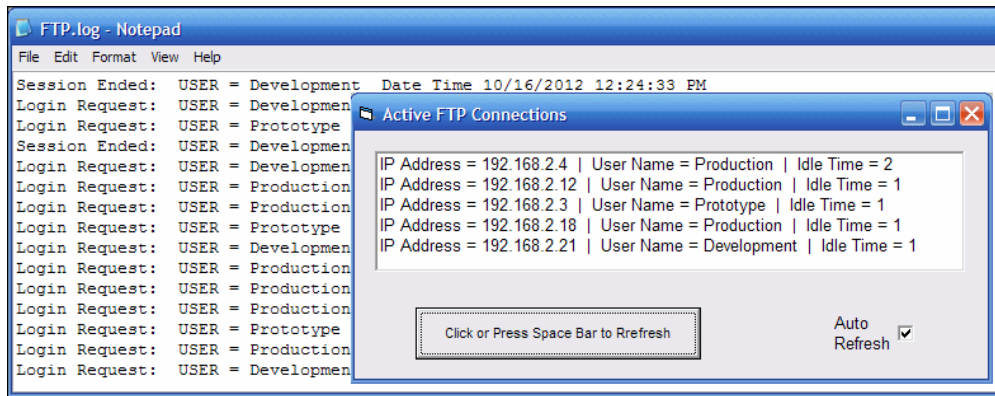 FTP.log - Notepad
File Edit Format View Help
Session Ended: USER = Development Date Time 10/16/2012 12:24:33 PM
Login Request: USER = Developmen
Login Request: USER = Prototype
Session Ended: USER = Developmen
Login Request: USER = Developmen
Login Request: USER = Production
Login Request: USER = Production
Login Request: USER = Prototype
Login Request: USER = Developmen
Login Request: USER = Production
Login Request: USER = Production
Login Request: USER = Production
Login Request: USER = Prototype
Login Request: USER = Production
Login Request: USER = Developmen
Active FTP Connections
IP Address = 192.168.2.4 | User Name = Production | Idle Time = 2
IP Address = 192.168.2.12 | User Name = Production | Idle Time = 1
IP Address = 192.168.2.3 | User Name = Prototype | Idle Time = 1
IP Address = 192.168.2.18 | User Name = Production | Idle Time = 1
IP Address = 192.168.2.21 | User Name = Development | Idle Time = 1
Click or Press Space Bar to Rrefresh
Auto
Refresh